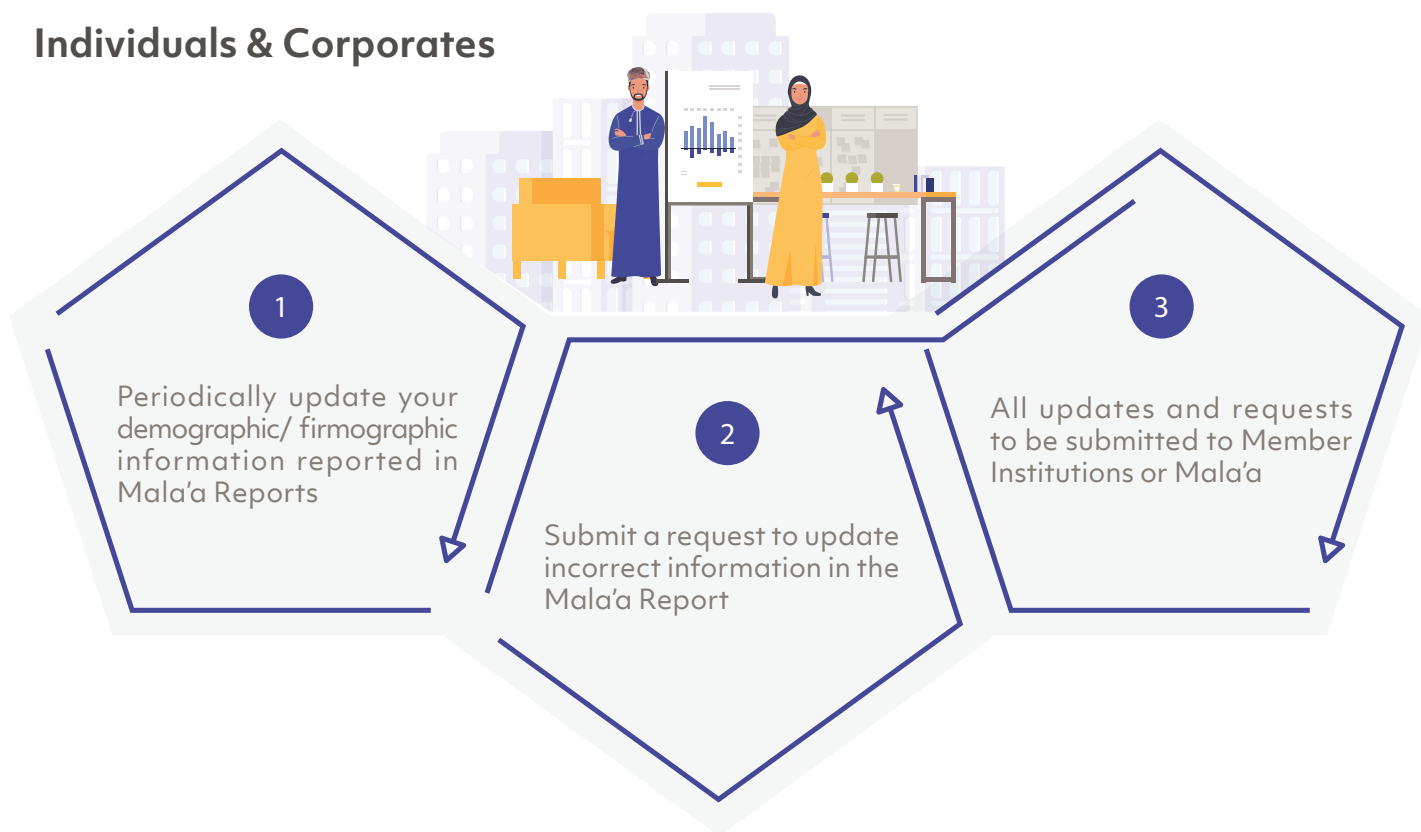 Individuals & Corporates
1
Periodically update your
demographic/ firmographic
information reported in
Mala’a Reports
2
Submit a request to update
incorrect information in the
Mala’a Report
3
All updates and requests
to be submitted to Member
Institutions or Mala’a